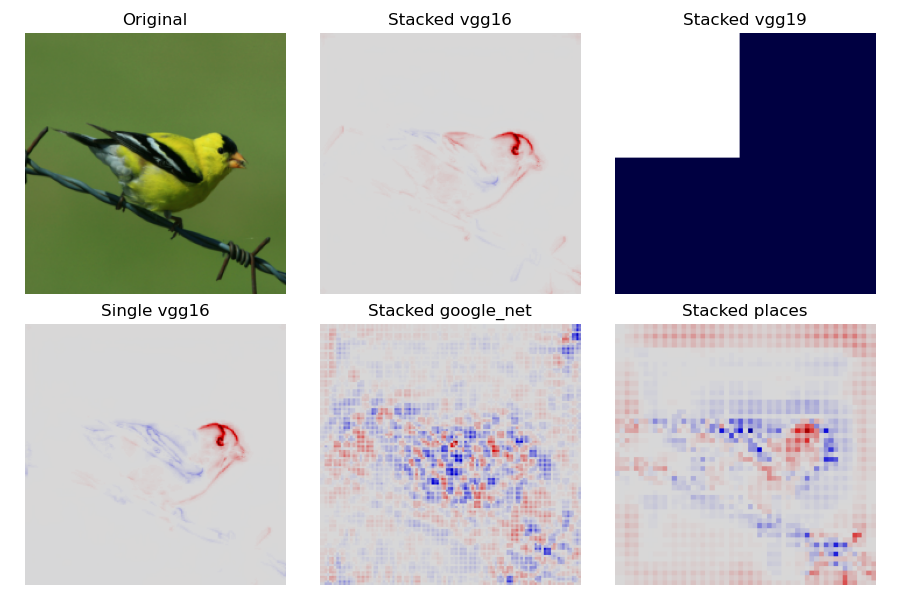 Original
Stacked vgg16
Stacked vgg19
Single vgg16
Stacked google_net
Stacked places